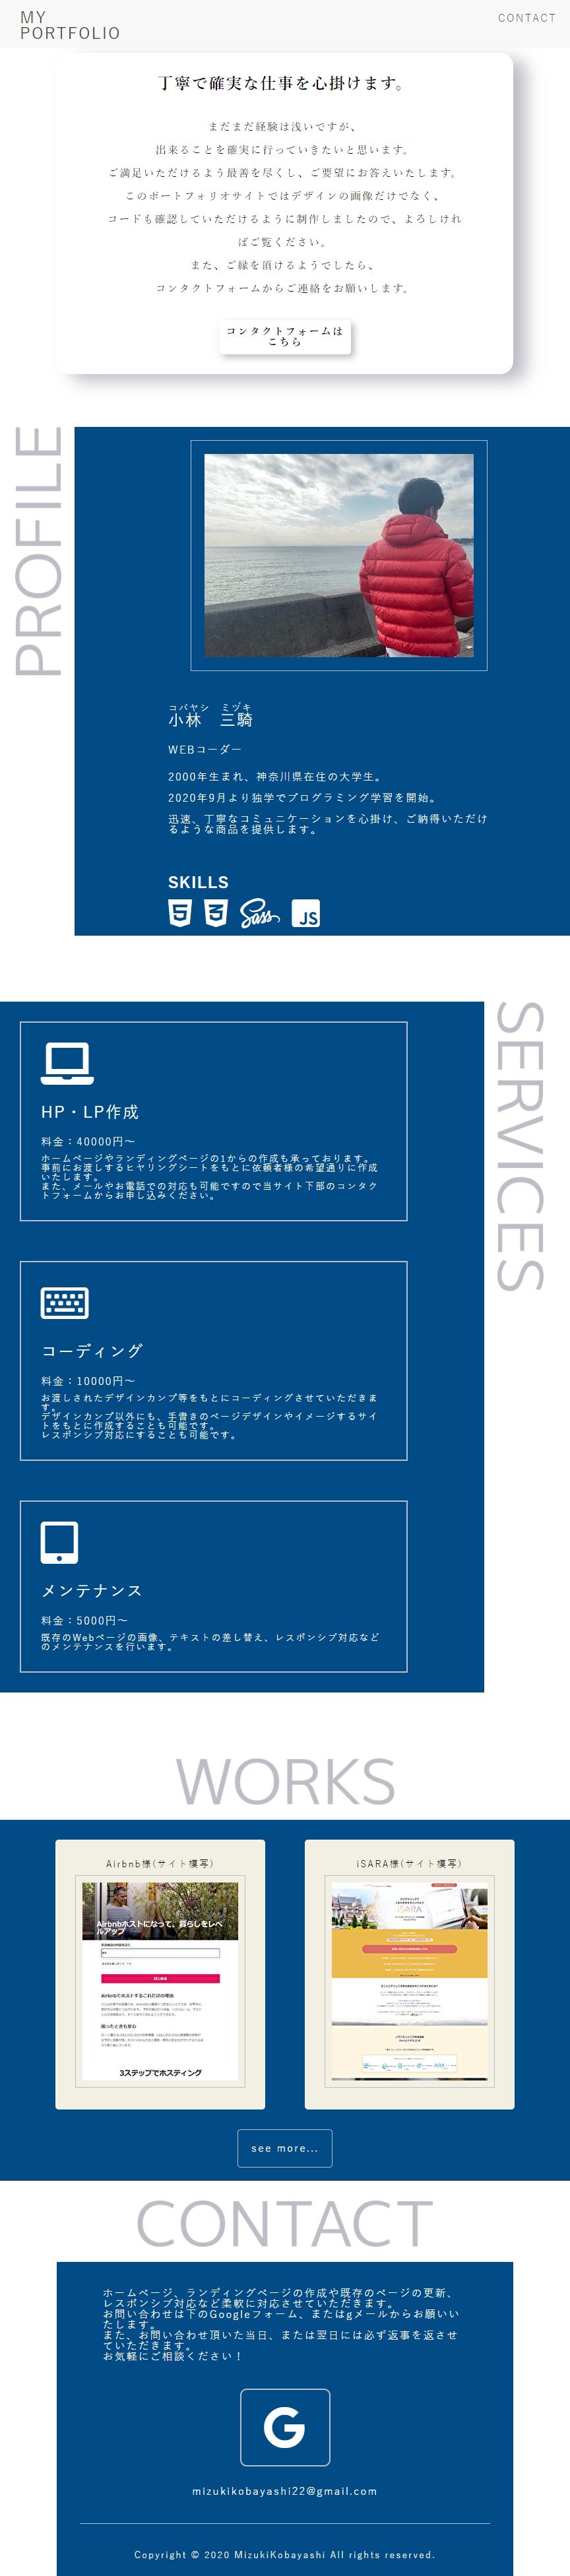 MY
PORTFOLIO
CONTACT
丁寧で確実な仕事を心掛けます。
まだまだ経験は浅いですが、
出来ることを確実に行っていきたいと思います。
ご満足いただけるよう最善を尽くし、ご要望にお答えいたします。
このポートフォリオサイトではデザインの画像だけでなく、
コードも確認していただけるように制作しましたので、よろしけれ
ばご覧ください。
また、ご縁を頂けるようでしたら、
コンタクトフォームからご連絡をお願いします。
コンタクトフォームは
こちら
PROFILE
コバヤシ ミヅキ
小林 三騎
WEBコーダー
2000年生まれ、神奈川県在住の大学生。
2020年9月より独学でプログラミング学習を開始。
迅速、丁寧なコミュニケーションを心掛け、ご納得いただけ
るような商品を提供します。
SKILLS
5
3
Sass
JS
SERVICES
HP・LP作成
料金：40000円〜
ホームページやランディングページの1からの作成も承っております。
事前にお渡しするヒヤリングシートをもとに依頼者様の希望通りに作成
いたします。
また、メールやお電話での対応も可能ですので当サイト下部のコンタク
トフォームからお申し込みください。
コーディング
料金：10000円〜
お渡しされたデザインカンプ等をもとにコーディングさせていただきま
す。
デザインカンプ以外にも、手書きのページデザインやイメージするサイ
トをもとに作成することも可能です。
レスポンシブ対応にすることも可能です。
メンテナンス
料金：5000円〜
既存のWebページの画像、テキストの差し替え、レスポンシブ対応など
のメンテナンスを行います。
WORKS
Airbnb様(サイト模写)
iSARA様(サイト模写)
Airbnbホストになって、暮らしをレベ
ルアップ
Airbnbでホストするこれだけの理由
困ったときも安心
3ステップでホスティング
iSARA
see more...
CONTACT
ホームページ、ランディングページの作成や既存のページの更新、
レスポンシブ対応など柔軟に対応させていただきます。
お問い合わせは下のGoogleフォーム、またはgメールからお願いい
たします。
また、お問い合わせ頂いた当日、または翌日には必ず返事を返させ
ていただきます。
お気軽にご相談ください！
G
mizukikobayashi22@gmail.com
Copyright © 2020 MizukiKobayashi All rights reserved.